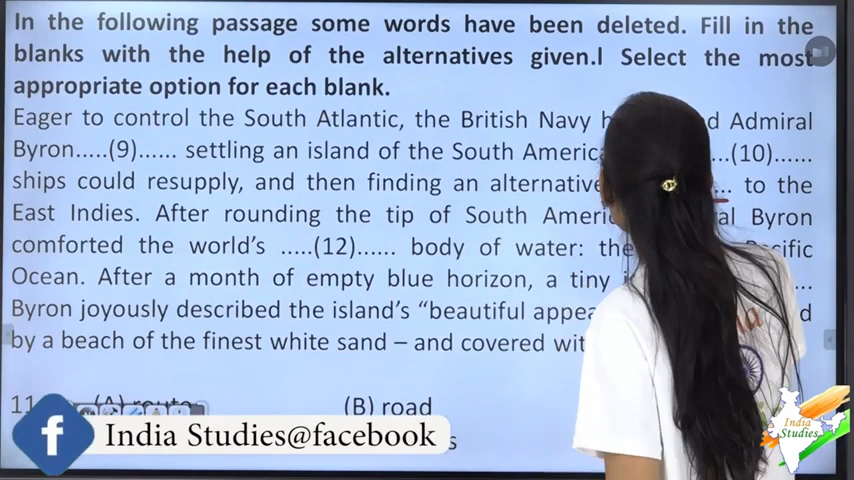 In the following passage some words have been deleted. Fill in the
blanks with the help of the alternatives given.l Select the most
appropriate option for each blank.
Eager to control the South Atlantic, the British Navy Admiral
Byron.....(9)...... settling an island of the South (10)......
ships could resupply, and then finding an to the
East Indies. After rounding the tip of South Byron
comforted the world's .....(12)...... body of water:
Ocean. After a month of empty blue horizon, a tiny
Byron joyously described the island's "beautiful
by a beach of the finest white sand – and covered
11 (A) route (B) road
India Studies@facebook
India
Studies